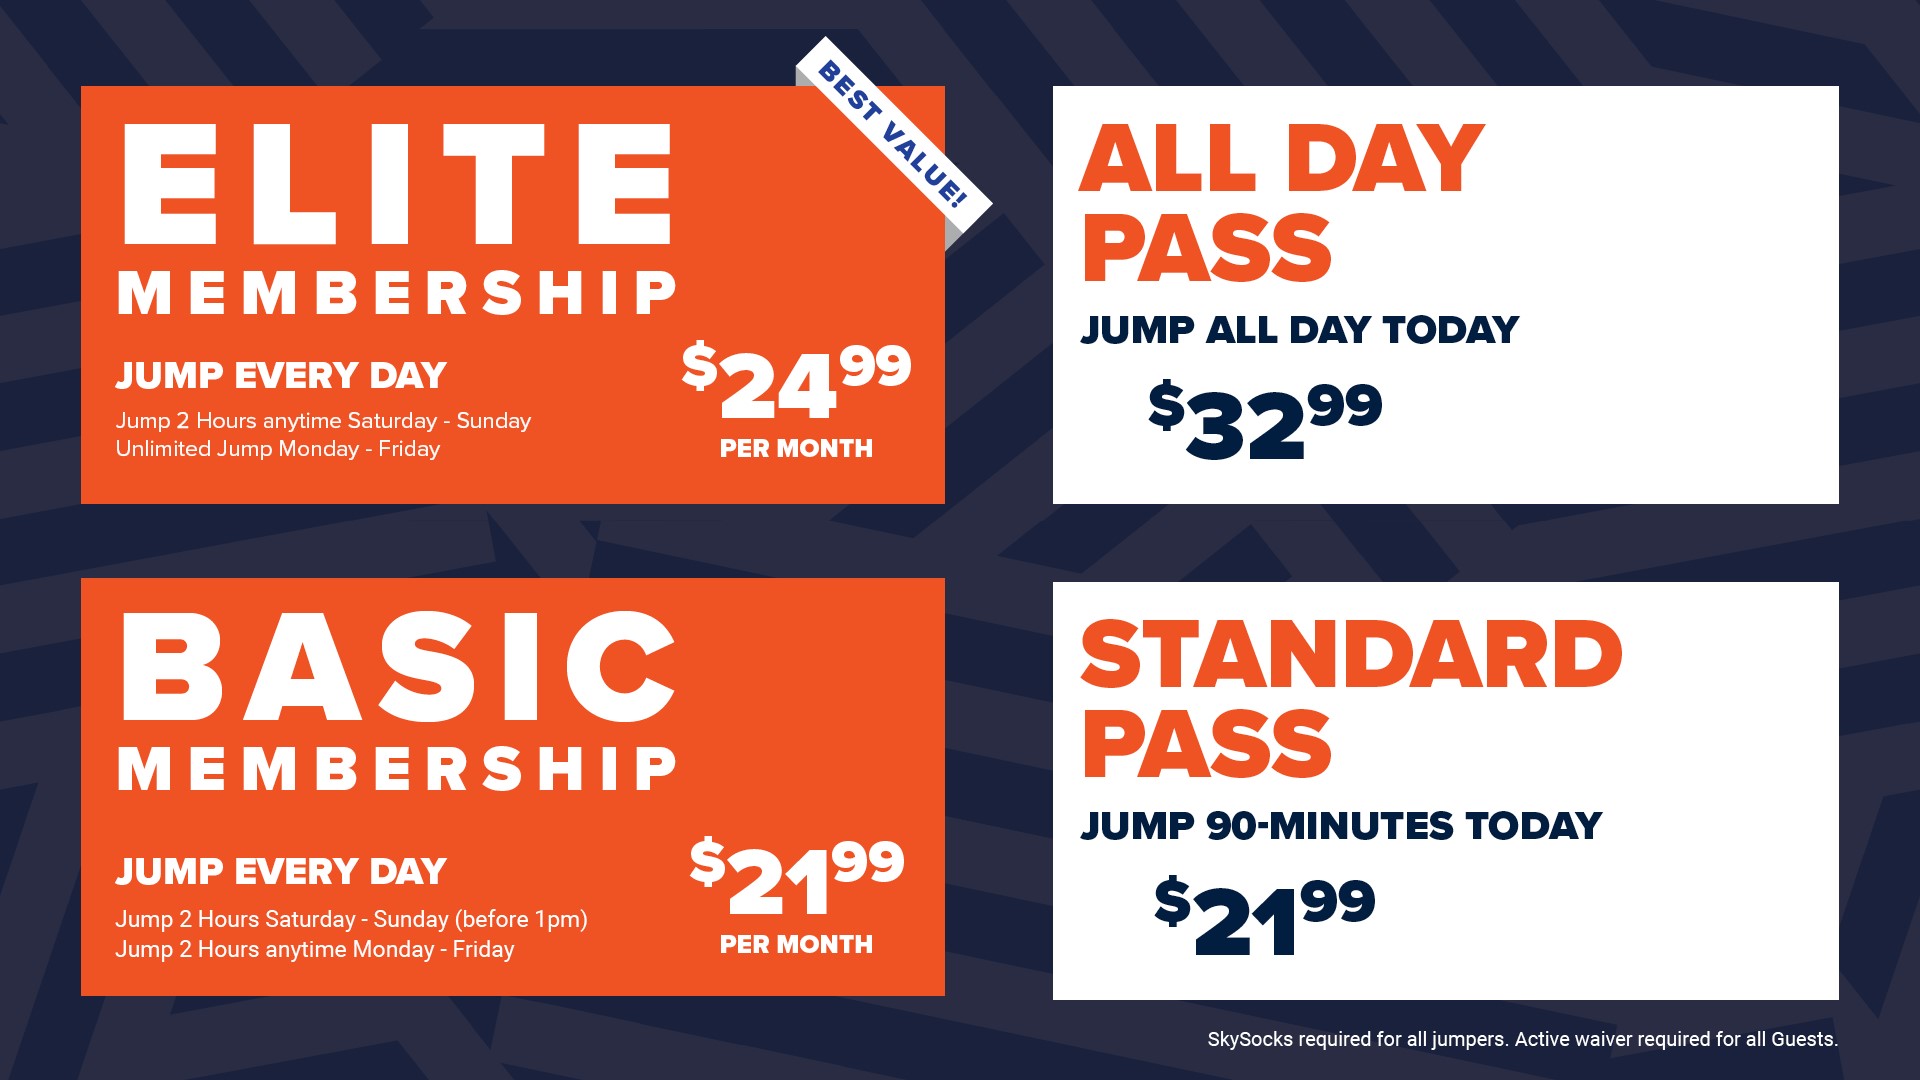 BEST VALUE!
ELITE
MEMBERSHIP
JUMP EVERY DAY
Jump 2 Hours anytime Saturday - Sunday
Unlimited Jump Monday - Friday
$24 99
PER MONTH
ALL DAY
PASS
JUMP ALL DAY TODAY
$32 99
BASIC
MEMBERSHIP
JUMP EVERY DAY
Jump 2 Hours Saturday - Sunday (before 1pm)
Jump 2 Hours anytime Monday - Friday
$21 99
PER MONTH
STANDARD
PASS
JUMP 90-MINUTES TODAY
$21 99
SkySocks required for all jumpers. Active waiver required for all Guests.